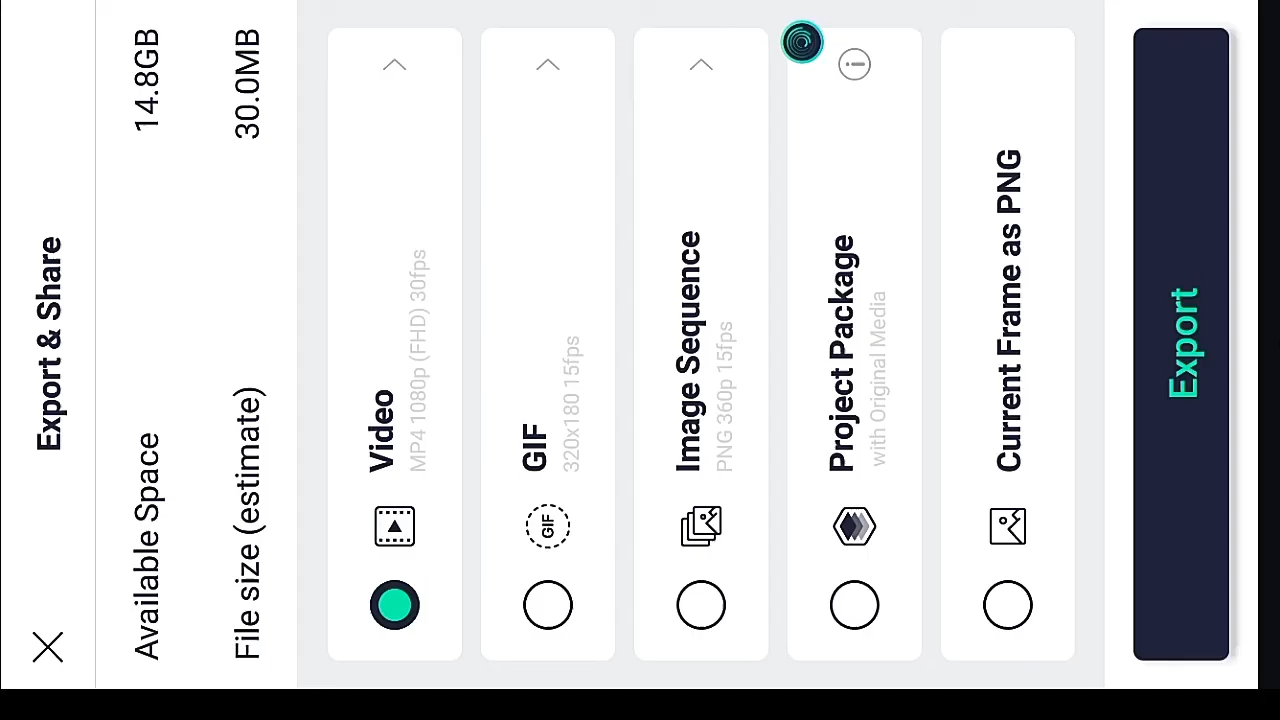 Export & Share
Available Space 14.8GB
File size (estimate) 30.0MB
Video
MP4 1080p (FHD) 30fps
GIF
GIF
320x180 15fps
Image Sequence
PNG 360p 15fps
Project Package
with Original Media
Current Frame as PNG
Export